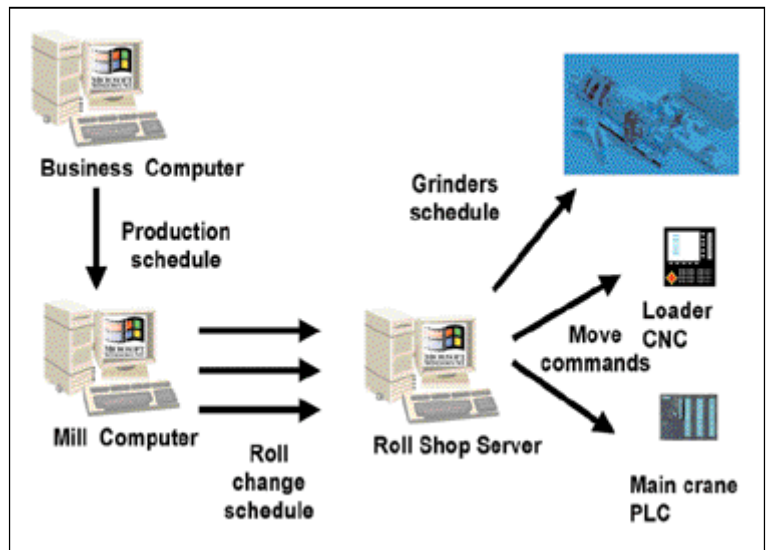 Business Computer
Production
schedule
Mill Computer
Roll
change
schedule
Roll Shop Server
Grinders
schedule
Loader
CNC
Move
commands
Main crane
PLC